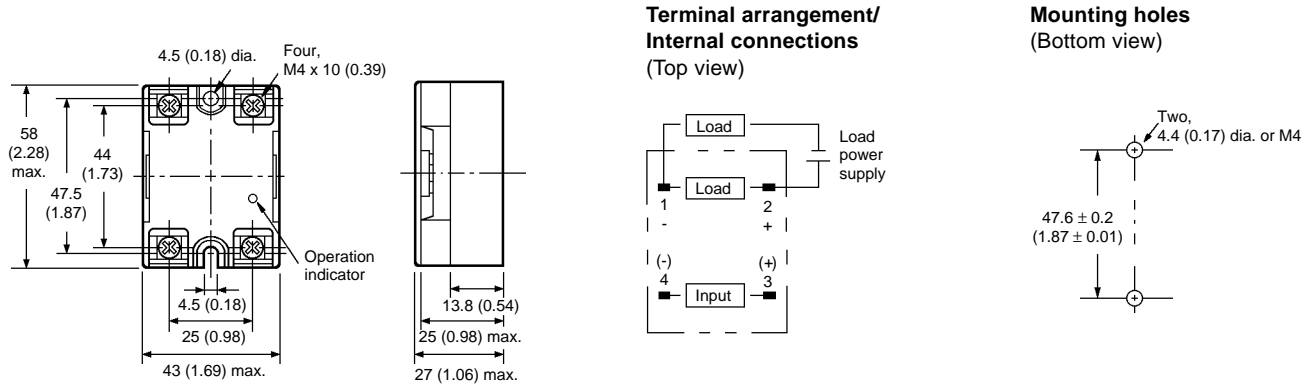 4.5 (0.18) dia.
Four,
M4 x 10 (0.39)
58
(2.28)
max.
44
(1.73)
47.5
(1.87)
Operation
indicator
4.5 (0.18)
25 (0.98)
43 (1.69) max.
13.8 (0.54)
25 (0.98) max.
27 (1.06) max.
Terminal arrangement/
Internal connections
(Top view)
Load
Load
power
supply
Load
1
2
-
+
(-)
(+)
4
3
Input
Mounting holes
(Bottom view)
Two,
4.4 (0.17) dia. or M4
47.6 ± 0.2
(1.87 ± 0.01)